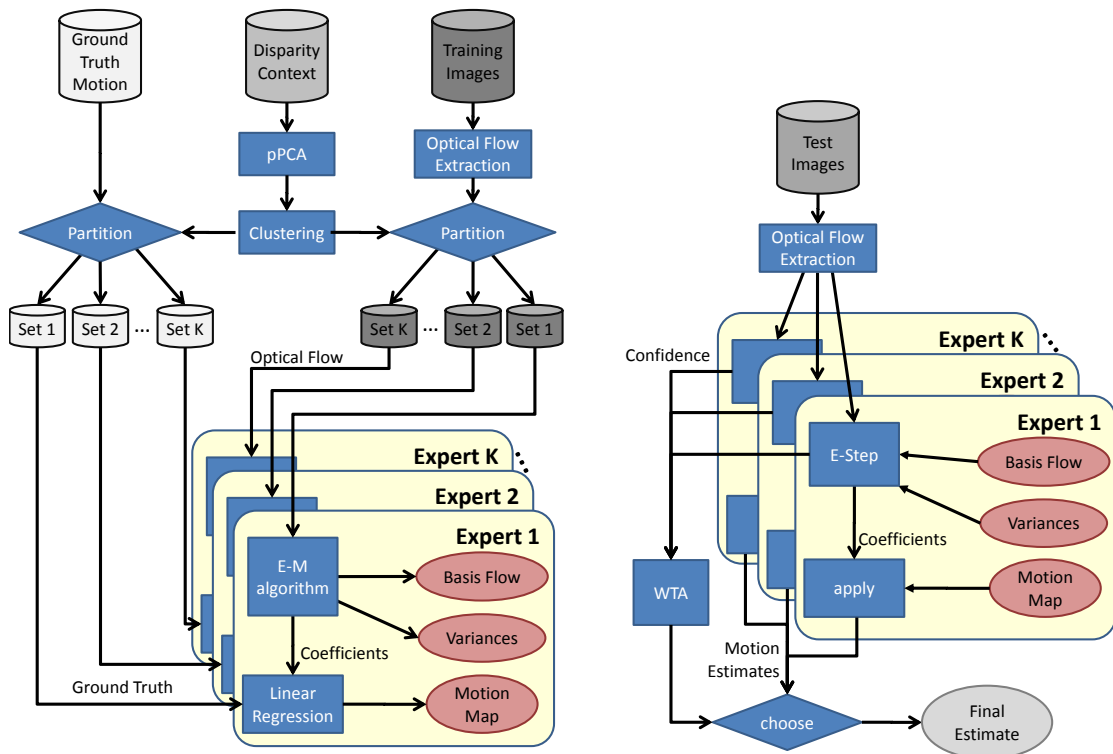 Ground
Truth
Motion
Disparity
Context
Training
Images
pPCA
Optical Flow
Extraction
Partition
Clustering
Partition
Set 1
Set 2
...
Set K
Set K
...
Set 2
Set 1
Optical Flow
Expert K
Expert 2
Expert 1
E-M
algorithm
Basis Flow
Variances
Coefficients
Ground Truth
Linear
Regression
Motion
Map
Test
Images
Optical Flow
Extraction
Confidence
Expert K
Expert 2
Expert 1
E-Step
Basis Flow
Variances
Coefficients
WTA
apply
Motion
Map
Motion
Estimates
choose
Final
Estimate